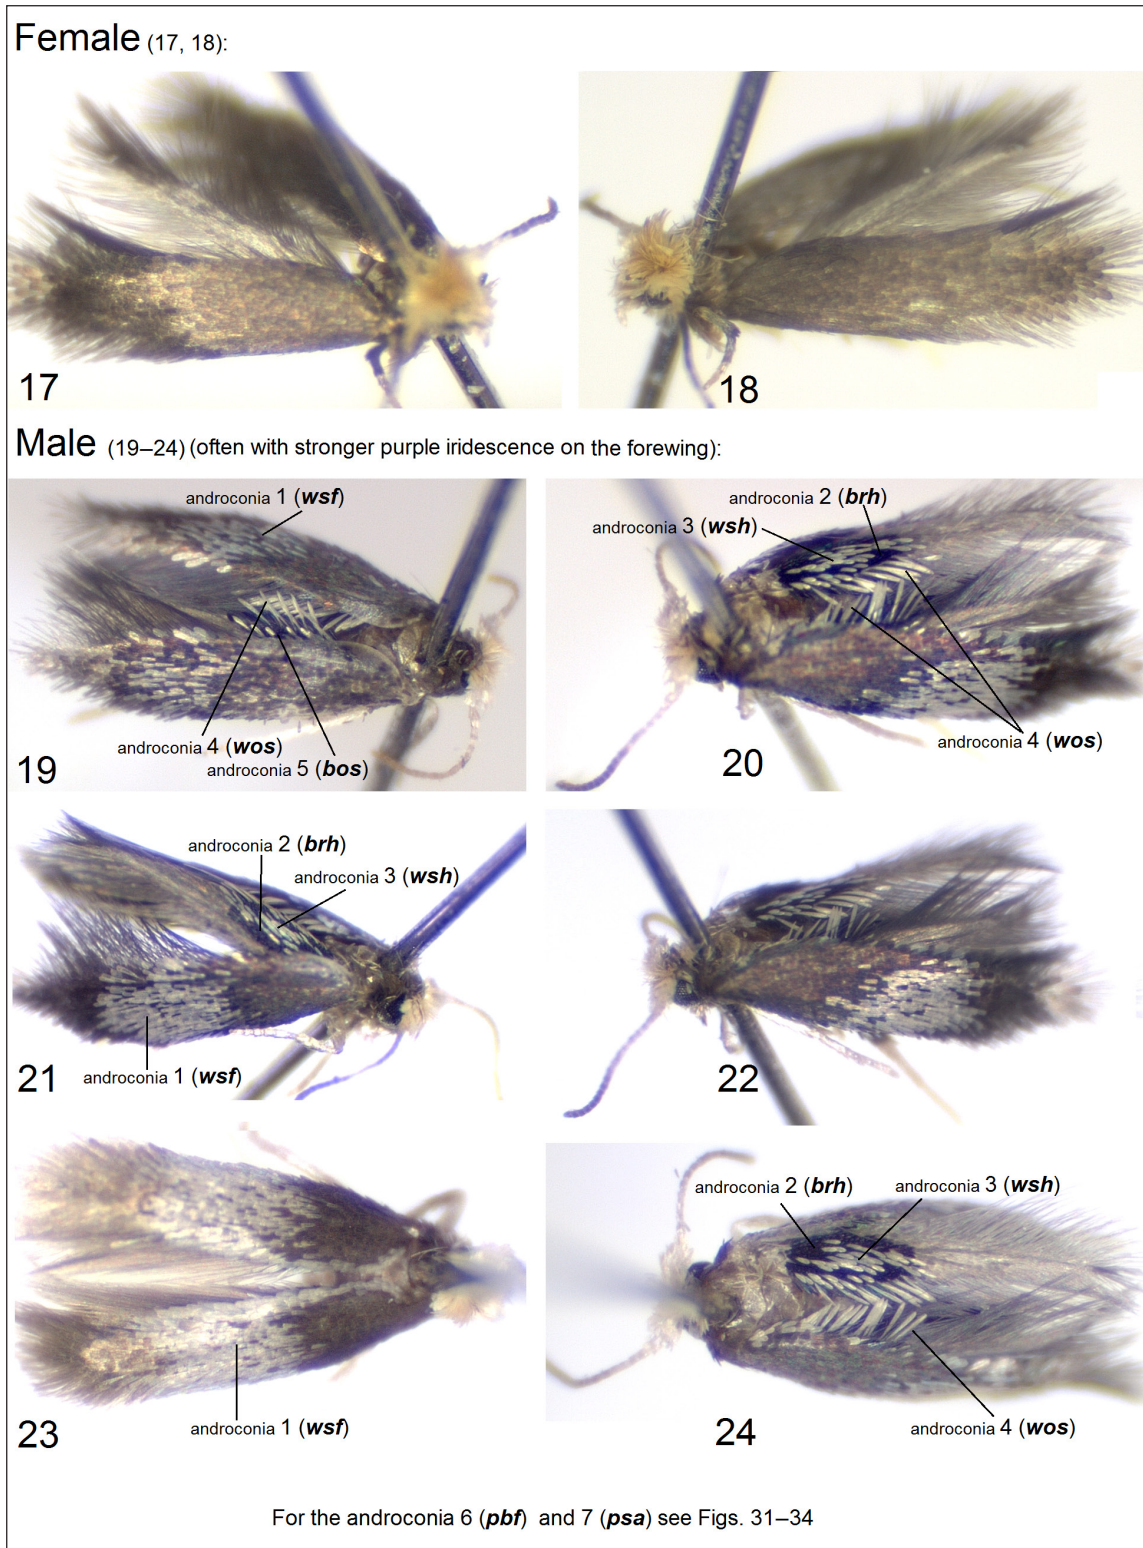 Female (17, 18):
17
18
Male (19–24) (often with stronger purple iridescence on the forewing):
androconia 1 (wsf)
androconia 4 (wos)
androconia 5 (bos)
19
androconia 2 (brh)
androconia 3 (wsh)
androconia 4 (wos)
20
androconia 2 (brh)
androconia 3 (wsh)
androconia 1 (wsf)
21
22
androconia 1 (wsf)
23
androconia 2 (brh)
androconia 3 (wsh)
androconia 4 (wos)
24
For the androconia 6 (pbf) and 7 (psa) see Figs. 31–34